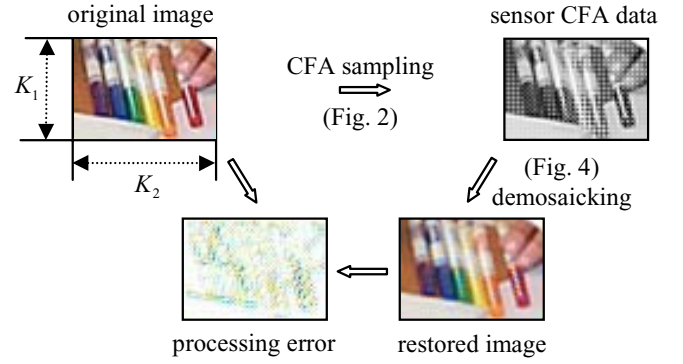 original image
sensor CFA data
K1
CFA sampling
(Fig. 2)
K2
(Fig. 4)
demosaicking
processing error
restored image